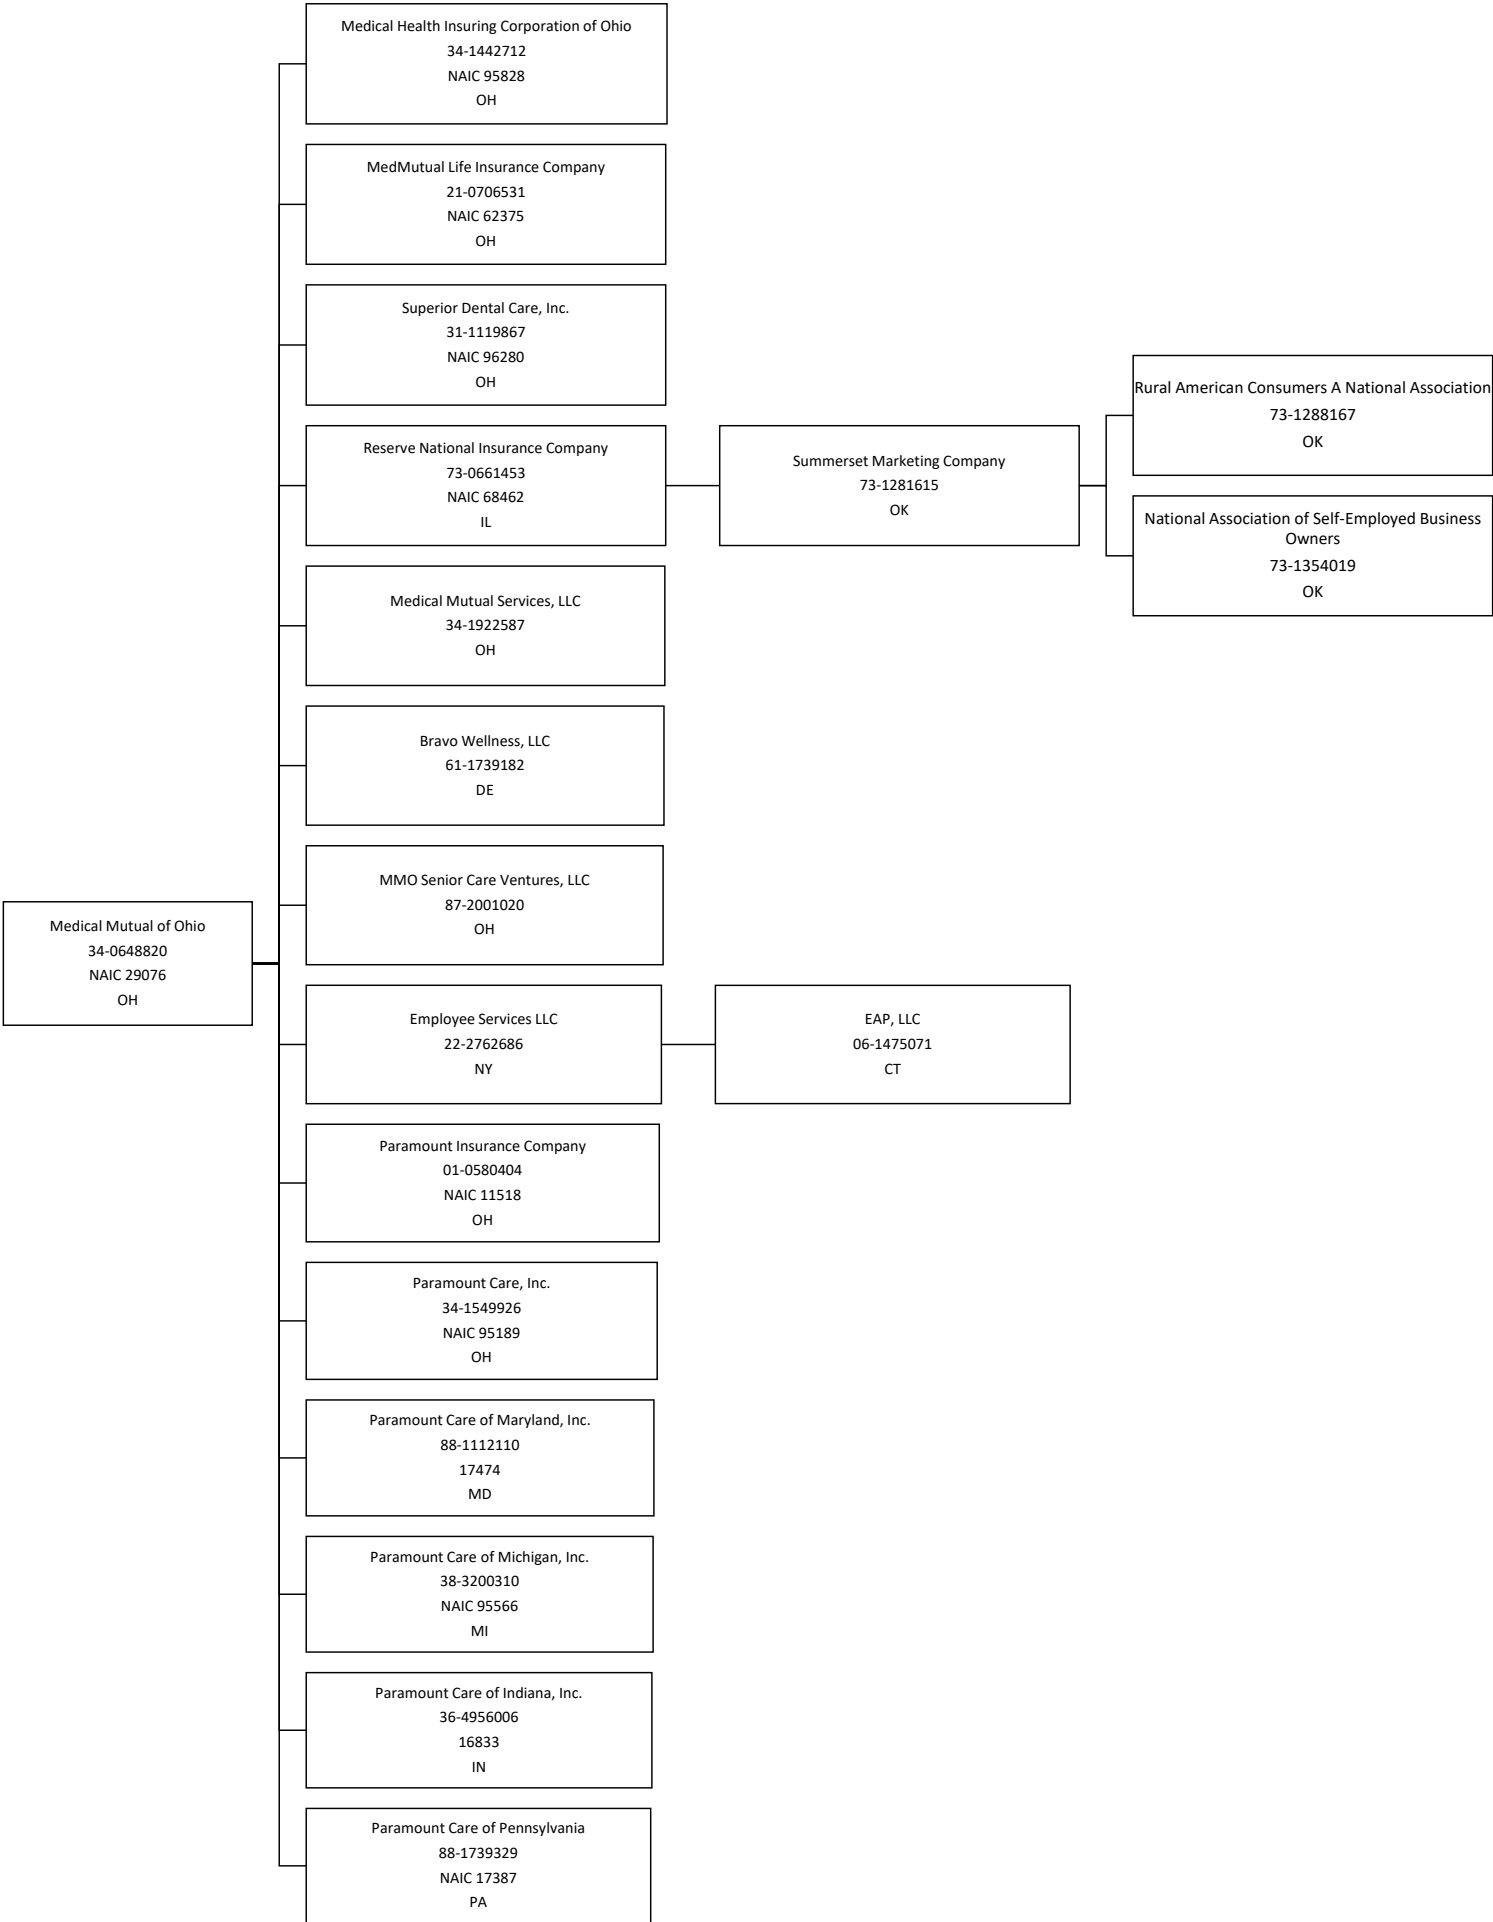 Medical Health Insuring Corporation of Ohio
34-1442712
NAIC 95828
OH
MedMutual Life Insurance Company
21-0706531
NAIC 62375
OH
Superior Dental Care, Inc.
31-1119867
NAIC 96280
OH
Rural American Consumers A National Association
73-1288167
OK
Reserve National Insurance Company
73-0661453
NAIC 68462
IL
Summerset Marketing Company
73-1281615
OK
National Association of Self-Employed Business
Owners
73-1354019
OK
Medical Mutual Services, LLC
34-1922587
OH
Bravo Wellness, LLC
61-1739182
DE
MMO Senior Care Ventures, LLC
87-2001020
OH
Medical Mutual of Ohio
34-0648820
NAIC 29076
OH
Employee Services LLC
22-2762686
NY
EAP, LLC
06-1475071
CT
Paramount Insurance Company
01-0580404
NAIC 11518
OH
Paramount Care, Inc.
34-1549926
NAIC 95189
OH
Paramount Care of Maryland, Inc.
88-1112110
17474
MD
Paramount Care of Michigan, Inc.
38-3200310
NAIC 95566
MI
Paramount Care of Indiana, Inc.
36-4956006
16833
IN
Paramount Care of Pennsylvania
88-1739329
NAIC 17387
PA